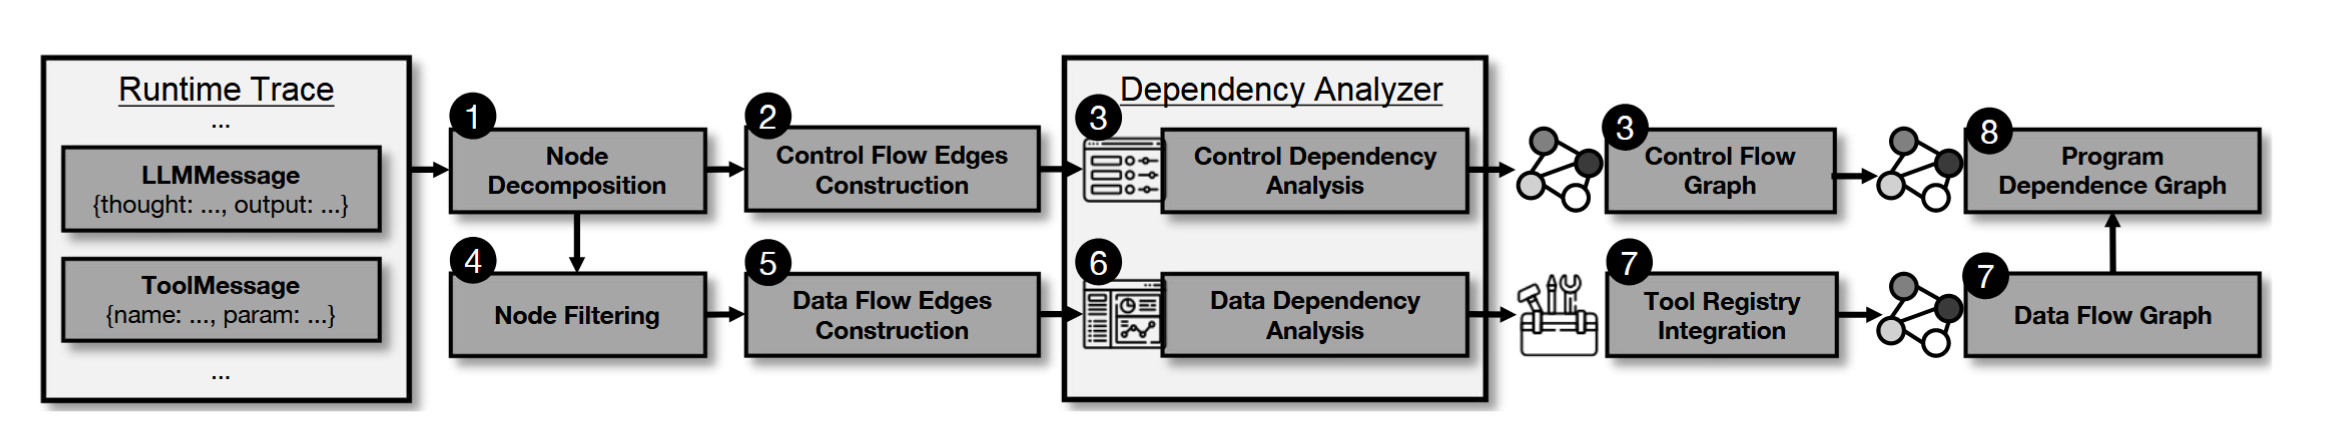 Runtime Trace
...
LLMMessage
{thought: ..., output: ...}
ToolMessage
{name: ..., param: ...}
...
1
Node
Decomposition
2
Control Flow Edges
Construction
Dependency Analyzer
3
Control Dependency
Analysis
3
Control Flow
Graph
8
Program
Dependence Graph
4
Node Filtering
5
Data Flow Edges
Construction
6
Data Dependency
Analysis
7
Tool Registry
Integration
7
Data Flow Graph